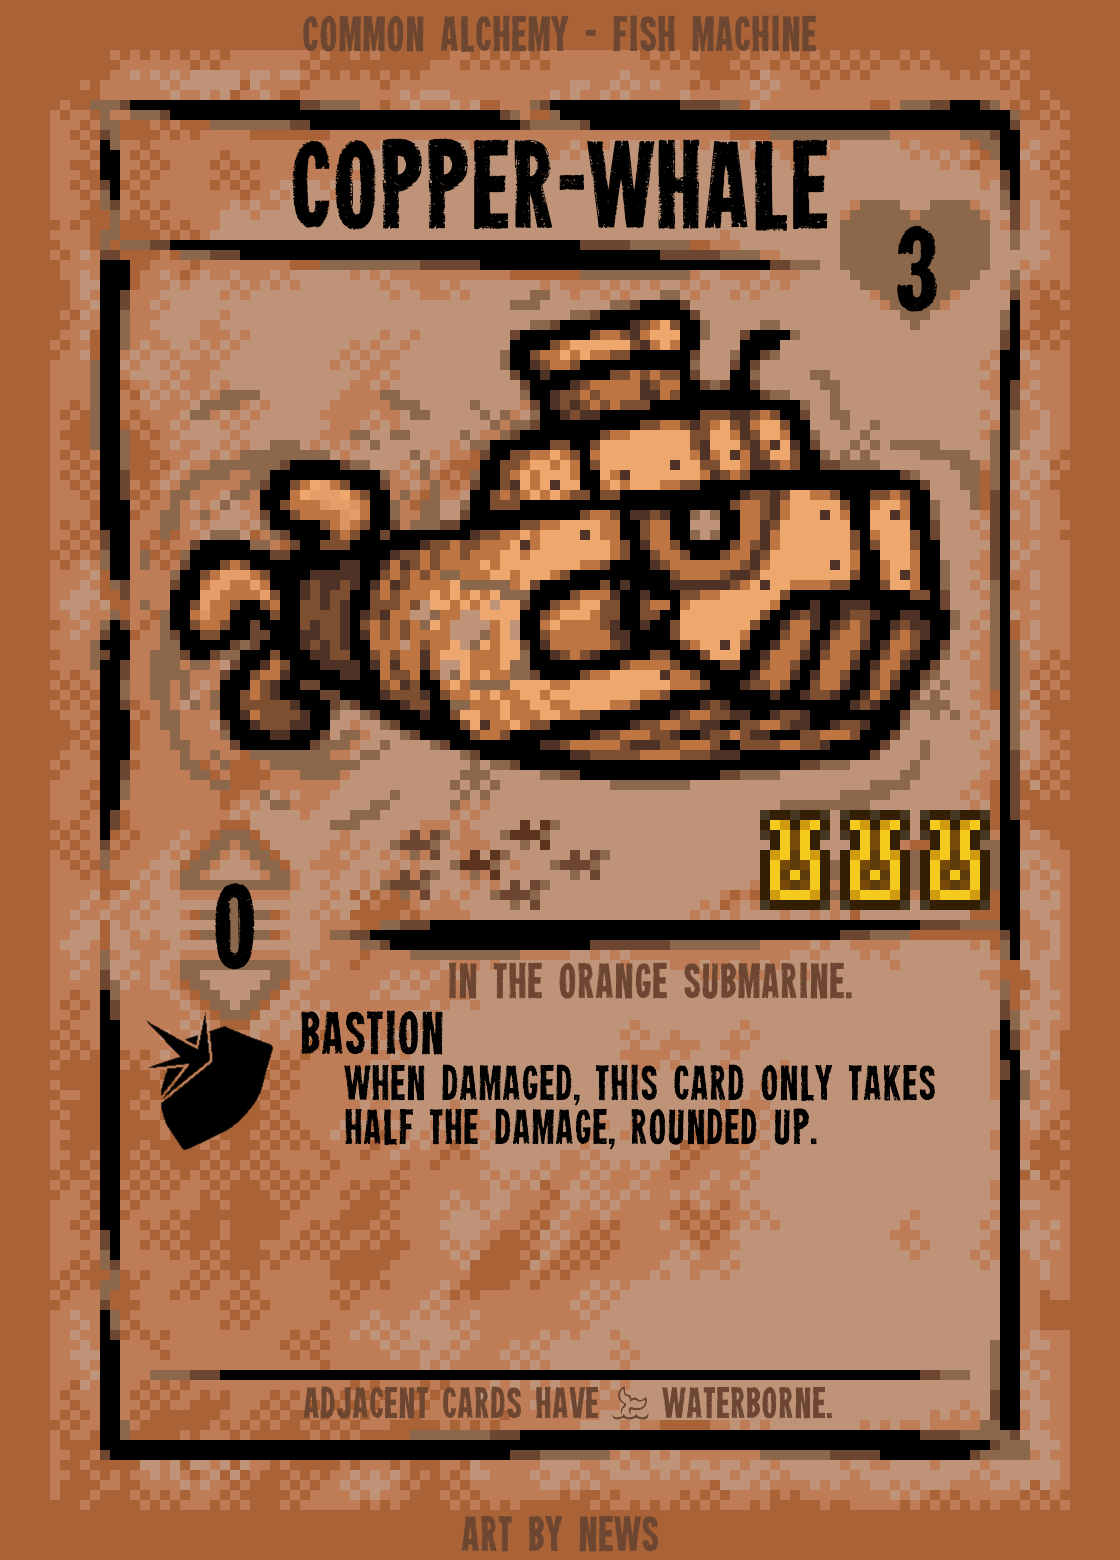 COMMON ALCHEMY - FISH MACHINE
COPPER-WHALE
3
0
IN THE ORANGE SUBMARINE.
BASTION
WHEN DAMAGED, THIS CARD ONLY TAKES
HALF THE DAMAGE, ROUNDED UP.
ADJACENT CARDS HAVE WATERBORNE.
ART BY NEWS